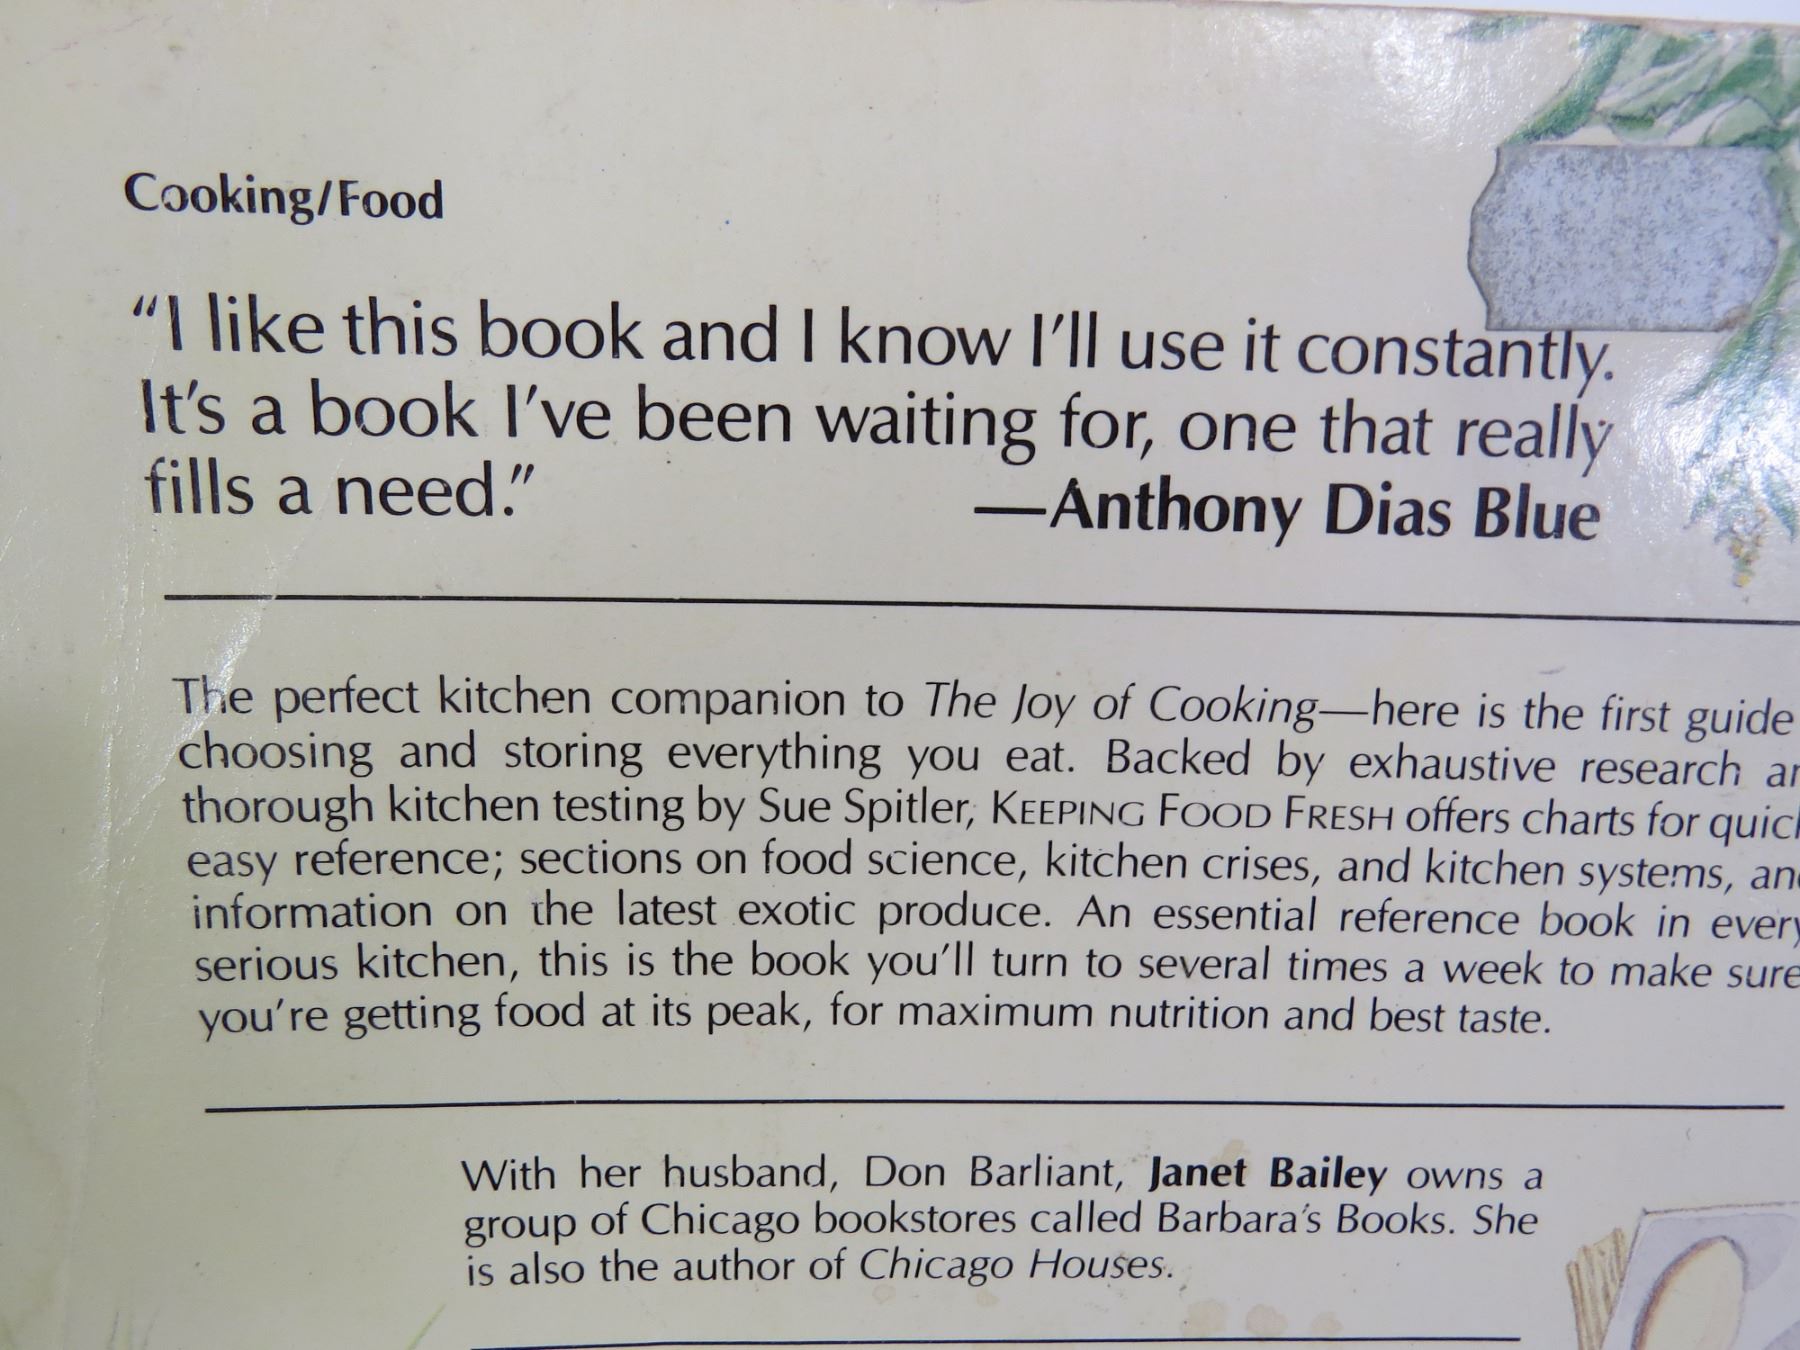 Cooking/Food
“I like this book and I know I’ll use it constantly.
It’s a book I’ve been waiting for, one that really
fills a need.”
—Anthony Dias Blue
The perfect kitchen companion to The Joy of Cooking—here is the first guide
choosing and storing everything you eat. Backed by exhaustive research
thorough kitchen testing by Sue Spitler, KEEPING FOOD FRESH offers charts for
easy reference; sections on food science, kitchen crises, and kitchen systems,
information on the latest exotic produce. An essential reference book in every
serious kitchen, this is the book you’ll turn to several times a week to make sure
you’re getting food at its peak, for maximum nutrition and best taste.
With her husband, Don Barliant, Janet Bailey owns a
group of Chicago bookstores called Barbara’s Books. She
is also the author of Chicago Houses.